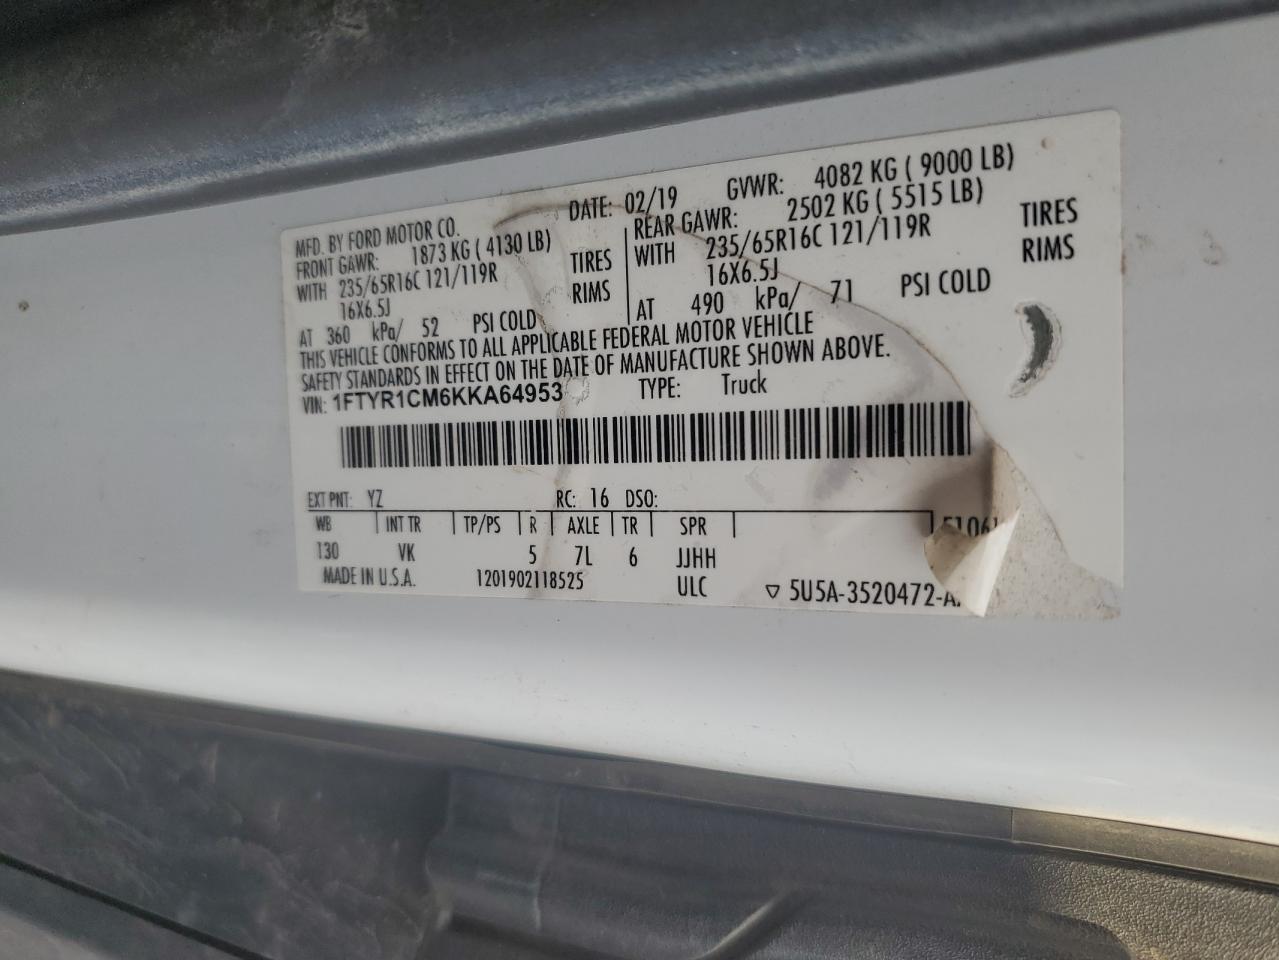 MFD. BY FORD MOTOR CO. DATE: 02/19 GVWR: 4082 KG ( 9000 LB)
FRONT GAWR: 1873 KG ( 4130 LB) REAR GAWR: 2502 KG ( 5515 LB)
WITH 235/65R16C 121/119R TIRES WITH 235/65R16C 121/119R TIRES
16X6.5J RIMS 16X6.5J RIMS
AT 360 kPa/ 52 PSI COLD AT 490 kPa/ 71 PSI COLD
THIS VEHICLE CONFORMS TO ALL APPLICABLE FEDERAL MOTOR VEHICLE
SAFETY STANDARDS IN EFFECT ON THE DATE OF MANUFACTURE SHOWN ABOVE.
VIN: 1FTYR1CM6KKA64953 TYPE: Truck
EXT PNT: YZ RC: 16 DSO:
WB INT TR TP/PS R AXLE TR SPR
130 VK 5 7L 6 JJHH
MADE IN U.S.A. 1201902118525 ULC ▽ 5U5A-3520472-